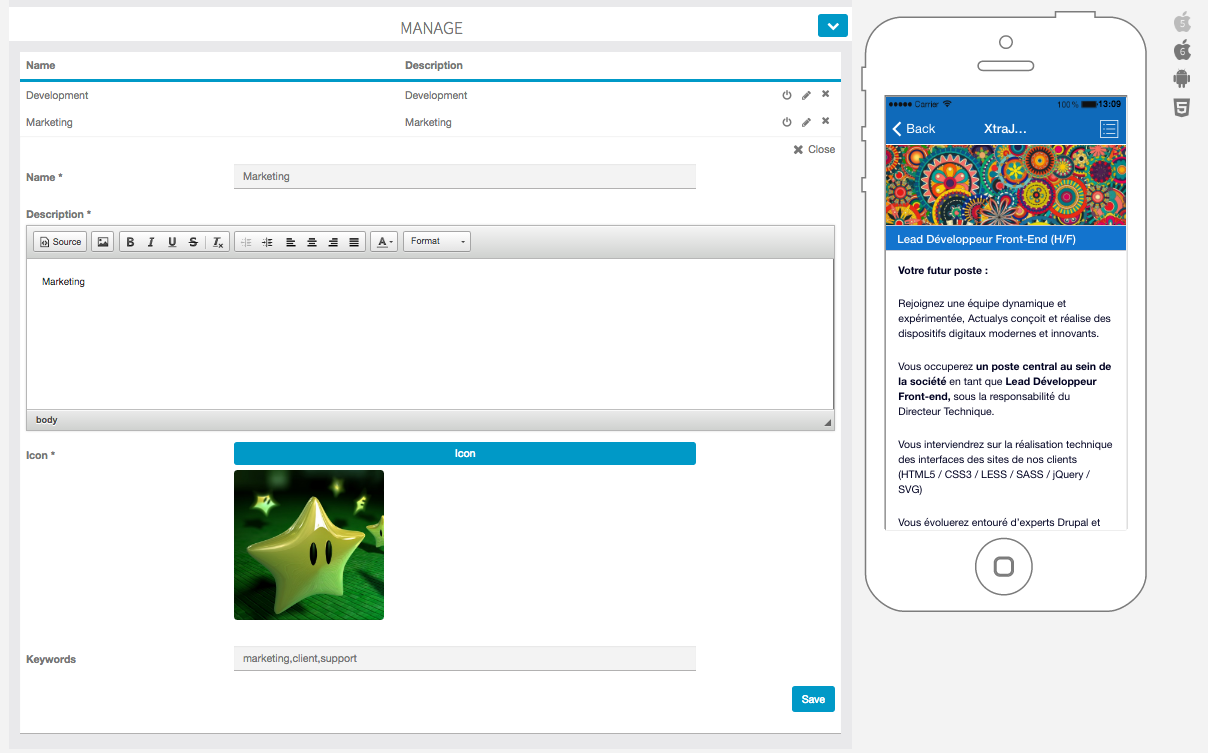 MANAGE
Name Description
Development Development
Marketing Marketing
Close
Name * Marketing
Description *
Source B I U S Ix A Format
Marketing
body
Icon * Icon
Keywords marketing,client,support
Save
Carrier 100 % 13:09
Back XtraJ...
Lead Développeur Front-End (H/F)
Votre futur poste :
Rejoignez une équipe dynamique et
expérimentée, Actualys conçoit et réalise des
dispositifs digitaux modernes et innovants.
Vous occuperez un poste central au sein de
la société en tant que Lead Développeur
Front-end, sous la responsabilité du
Directeur Technique.
Vous interviendrez sur la réalisation technique
des interfaces des sites de nos clients
(HTML5 / CSS3 / LESS / SASS / jQuery /
SVG)
Vous évoluerez entouré d'experts Drupal et
5
6
5